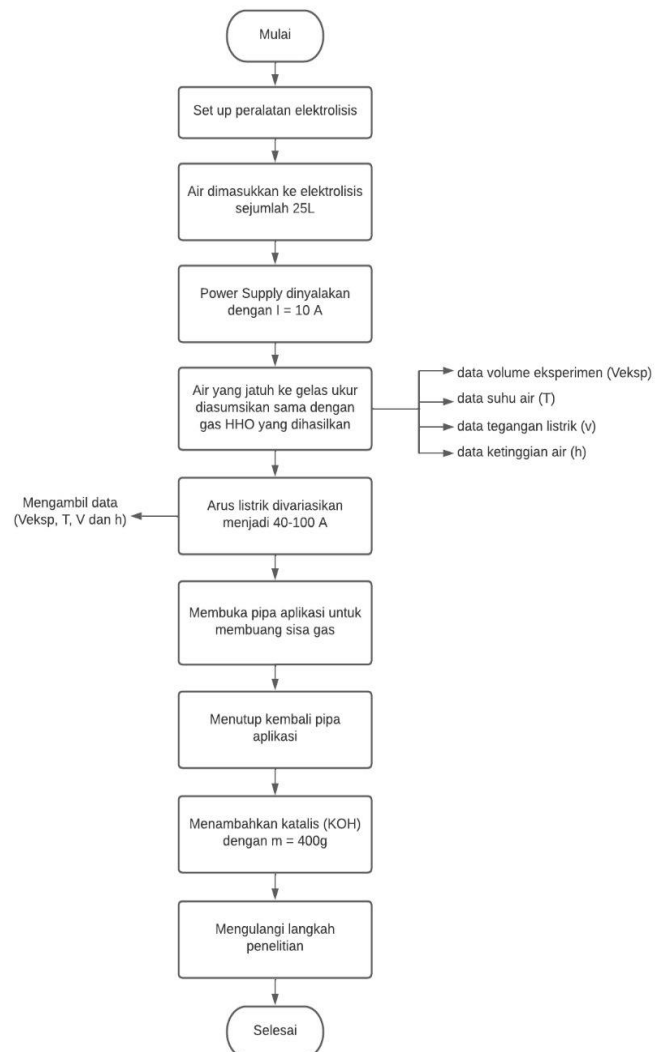 Mulai
Set up peralatan elektrolisis
Air dimasukkan ke elektrolisis
sejumlah 25L
Power Supply dinyalakan
dengan I = 10 A
Air yang jatuh ke gelas ukur
diasumsikan sama dengan
gas HHO yang dihasilkan
data volume eksperimen (Veksp)
data suhu air (T)
data tegangan listrik (v)
data ketinggian air (h)
Arus listrik divariasikan
menjadi 40-100 A
Mengambil data
(Veksp, T, V dan h)
Membuka pipa aplikasi untuk
membuang sisa gas
Menutup kembali pipa
aplikasi
Menambahkan katalis (KOH)
dengan m = 400g
Mengulangi langkah
penelitian
Selesai